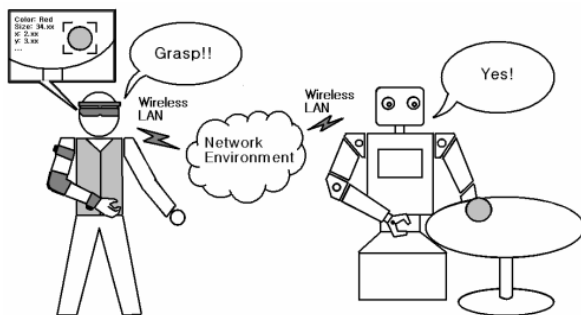 Color: Red
Size: 34.xx
x: 2.xx
y: 3.xx
...
Grasp!!
Wireless
LAN
Network
Environment
Wireless
LAN
Yes!